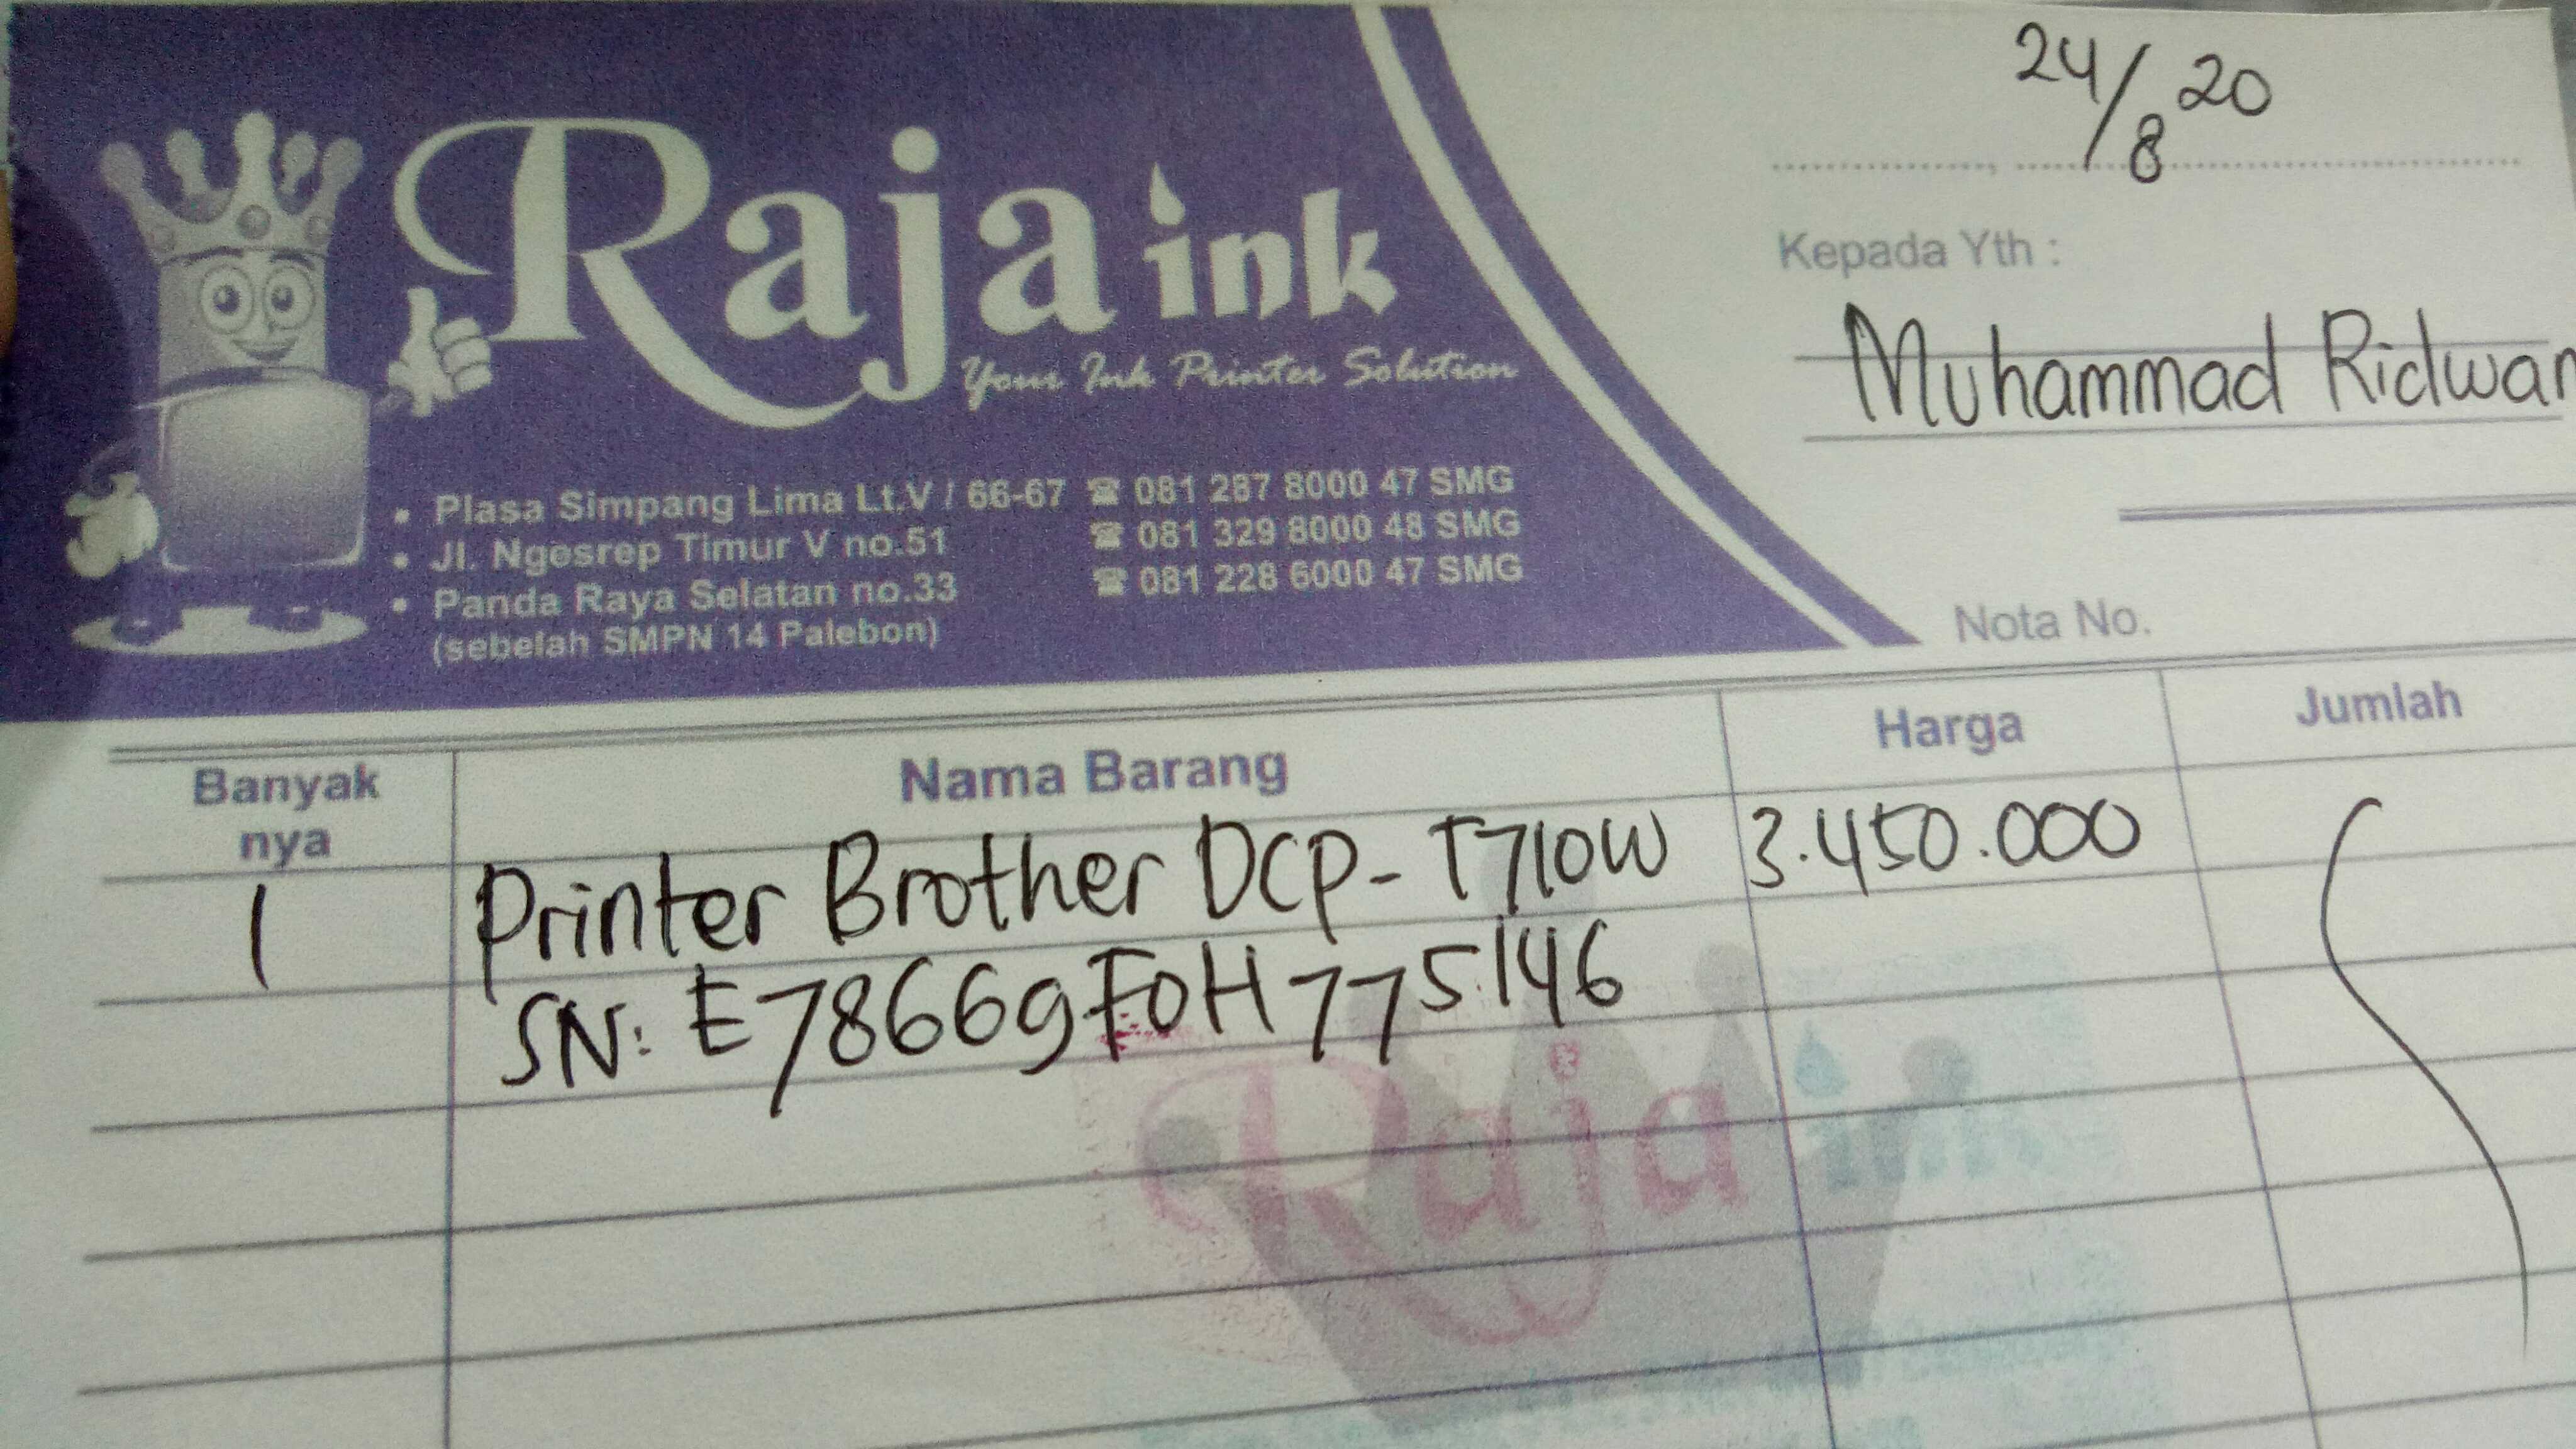 24/8 20
Raja ink
Your Ink Printer Solution
Kepada Yth :
Muhammad Ridwan
• Plasa Simpang Lima Lt.V / 66-67 ☎ 081 287 8000 47 SMG
• Jl. Ngesrep Timur V no.51 ☎ 081 329 8000 48 SMG
• Panda Raya Selatan no.33 ☎ 081 228 6000 47 SMG
(sebelah SMPN 14 Palebon)
Nota No.
Banyak nya Nama Barang Harga Jumlah
1 Printer Brother DCP-T710W 3.450.000
SN: E78669F0H775146
Raja ink